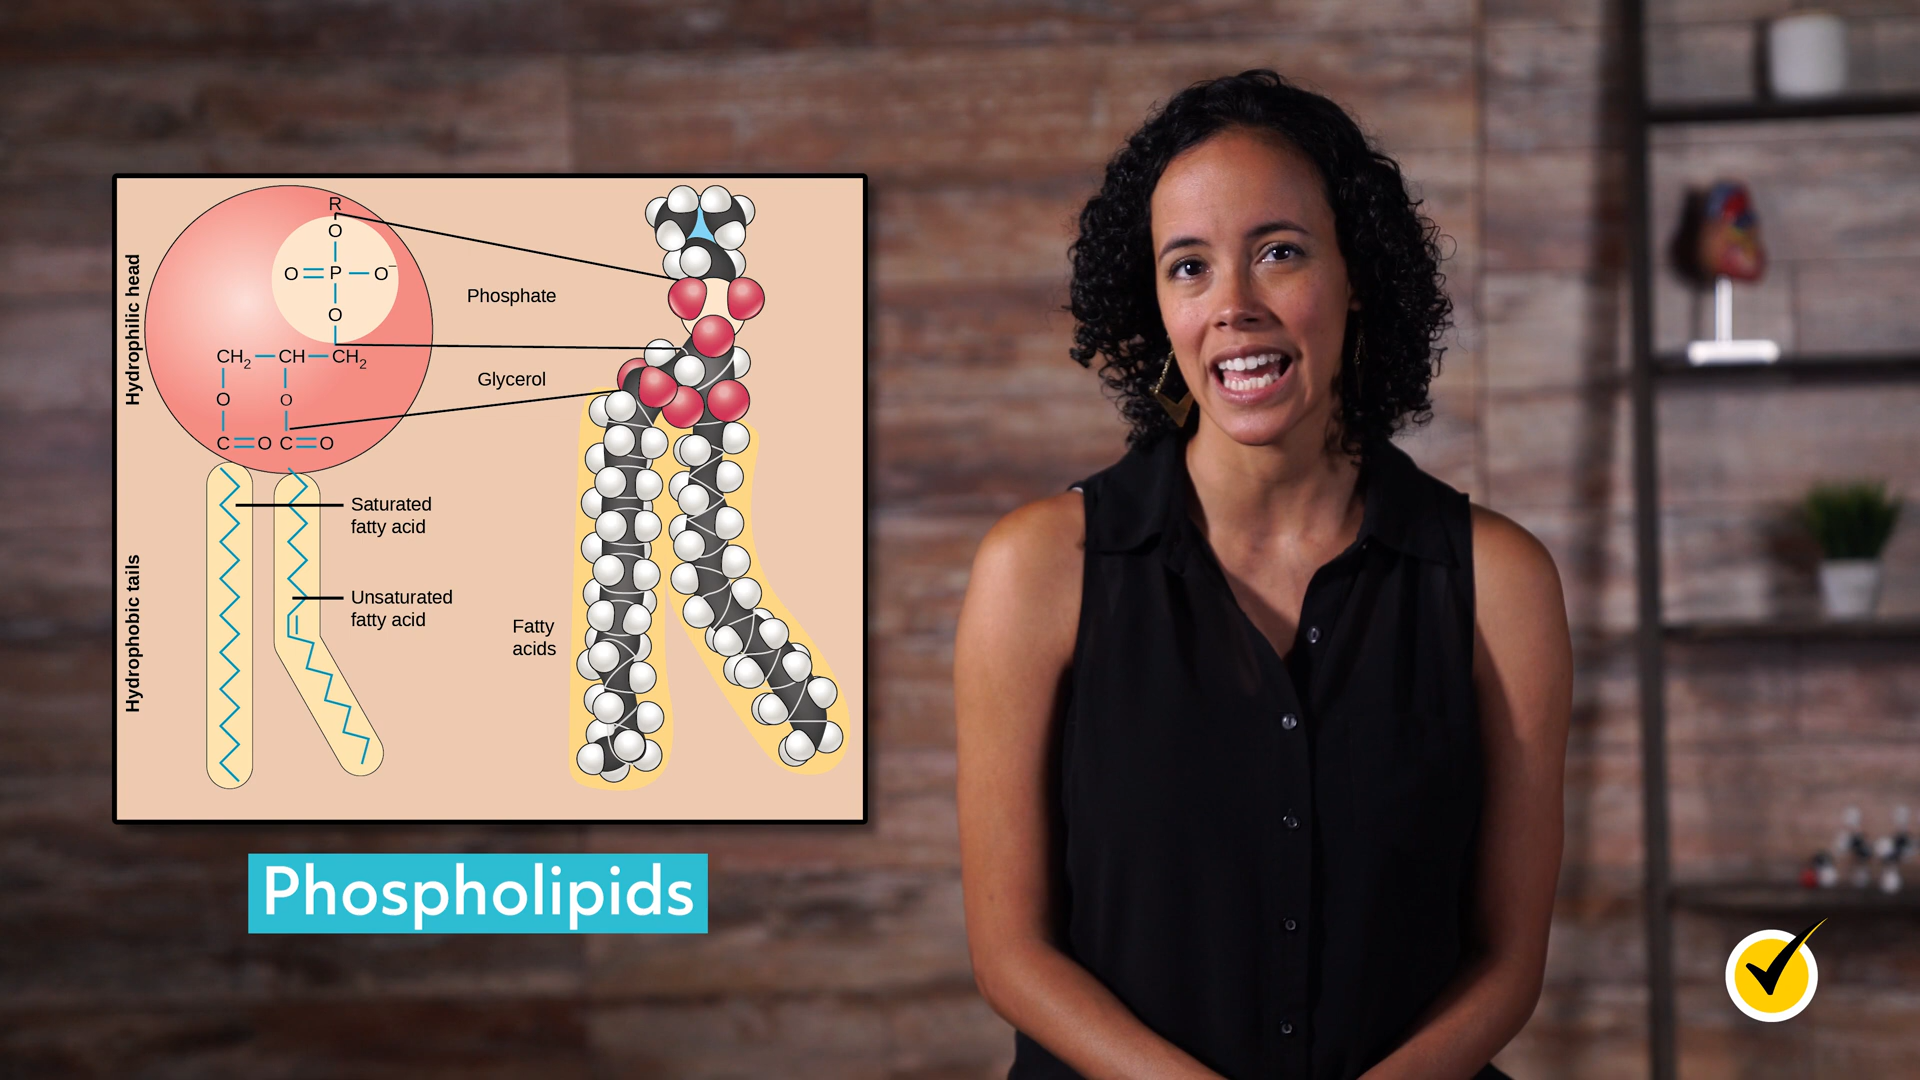 Hydrophilic head
R
O
O=P—O⁻
O
CH₂—CH—CH₂
O O
C=O C=O
Phosphate
Glycerol
Saturated
fatty acid
Unsaturated
fatty acid
Hydrophobic tails
Fatty
acids
Phospholipids